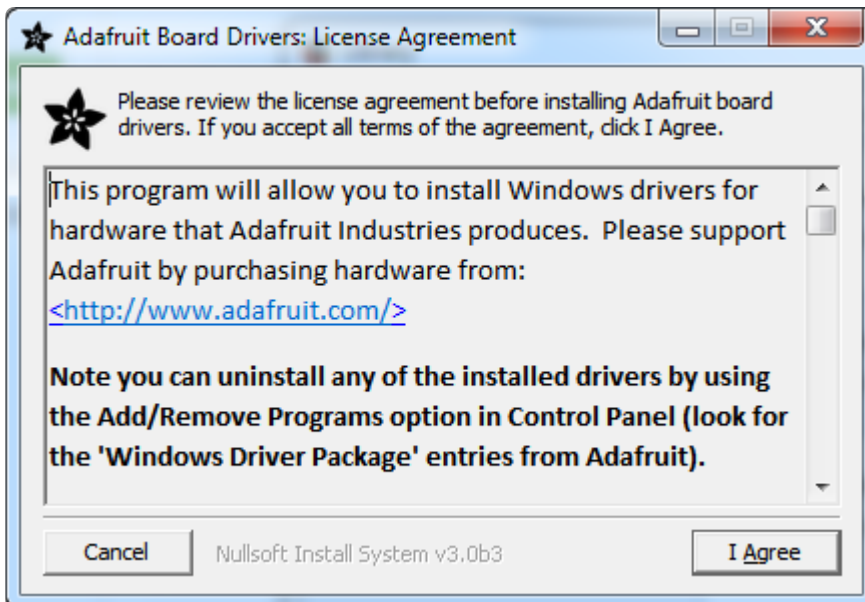 Adafruit Board Drivers: License Agreement
Please review the license agreement before installing Adafruit board
drivers. If you accept all terms of the agreement, click I Agree.
This program will allow you to install Windows drivers for
hardware that Adafruit Industries produces.  Please support
Adafruit by purchasing hardware from:
<http://www.adafruit.com/>
Note you can uninstall any of the installed drivers by using
the Add/Remove Programs option in Control Panel (look for
the 'Windows Driver Package' entries from Adafruit).
Cancel
Nullsoft Install System v3.0b3
I Agree